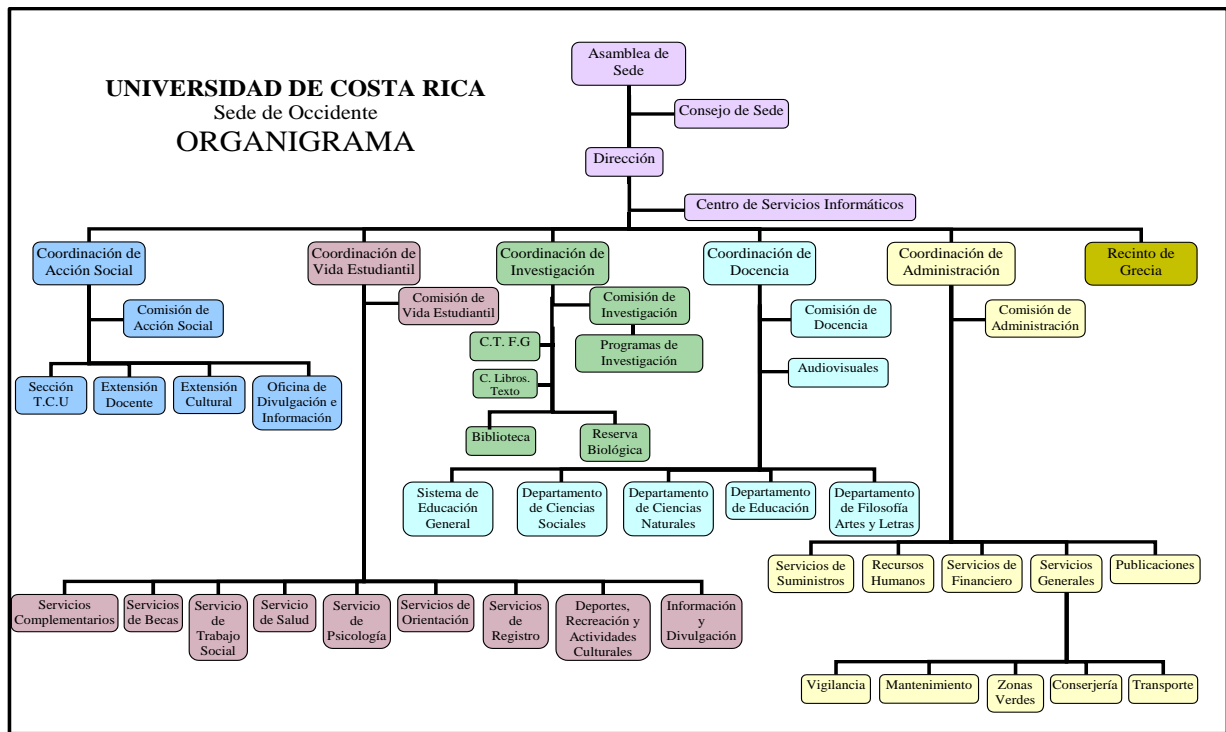 UNIVERSIDAD DE COSTA RICA
Sede de Occidente
ORGANIGRAMA
Asamblea de
Sede
Consejo de Sede
Dirección
Centro de Servicios Informáticos
Coordinación de
Acción Social
Coordinación de
Vida Estudiantil
Coordinación de
Investigación
Coordinación de
Docencia
Coordinación
de Administración
Recinto de
Grecia
Comisión de
Acción Social
Comisión de
Vida Estudiantil
Comisión de
Investigación
Programas de
Investigación
Comisión de
Docencia
Comisión
de Administración
C.T. F.G
C. Libros.
Texto
Audiovisuales
Sección
T.C.U
Extensión
Docente
Extensión
Cultural
Oficina de
Divulgación e
Información
Biblioteca
Reserva
Biológica
Sistema de
Educación
General
Departamento
de Ciencias
Sociales
Departamento
de Ciencias
Naturales
Departamento
de Educación
Departamento
de Filosofía
Artes y Letras
Servicios de
Suministros
Recursos
Humanos
Servicios de
Financiero
Servicios
Generales
Publicaciones
Servicios
Complementarios
Servicios
de Becas
Servicio
de
Trabajo
Social
Servicio
de Salud
Servicio
de
Psicología
Servicios de
Orientación
Servicios
de
Registro
Deportes,
Recreación y
Actividades
Culturales
Información
y
Divulgación
Vigilancia
Mantenimiento
Zonas
Verdes
Conserjería
Transporte